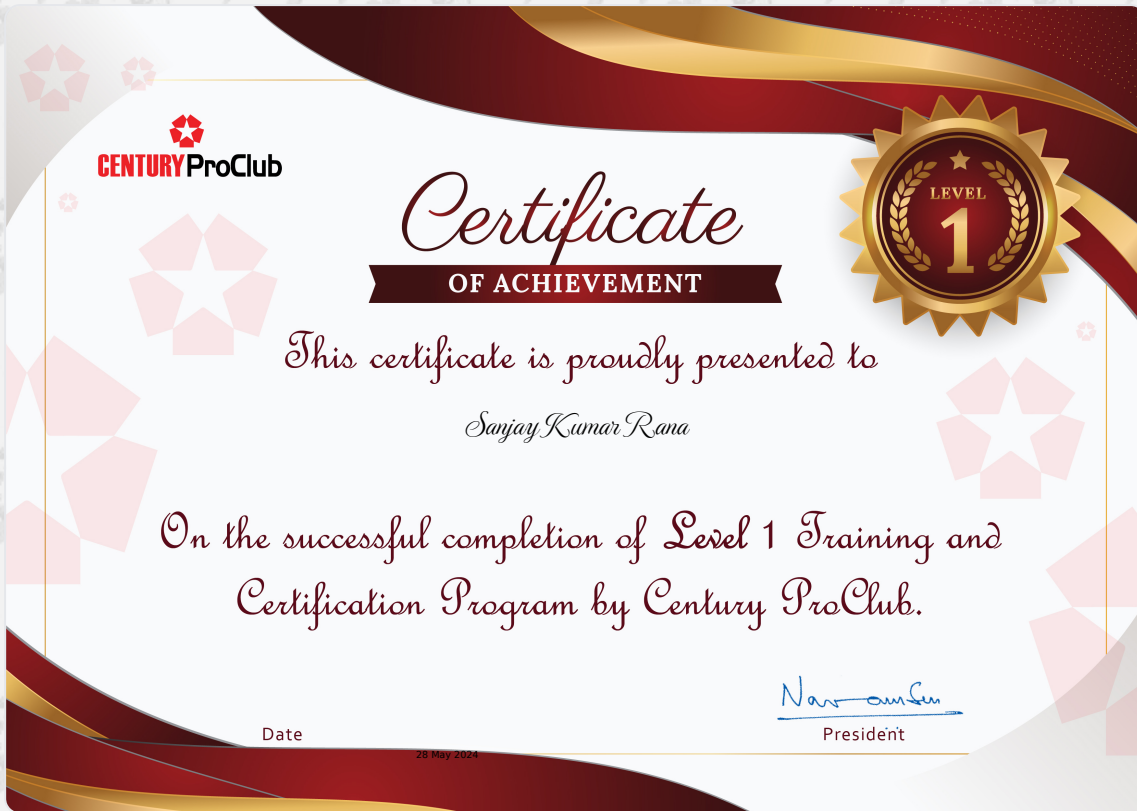 CENTURY ProClub
LEVEL
1
Certificate
OF ACHIEVEMENT
This certificate is proudly presented to
Sanjay Kumar Rana
On the successful completion of Level 1 Training and
Certification Program by Century ProClub.
Date
President
28 May 2024